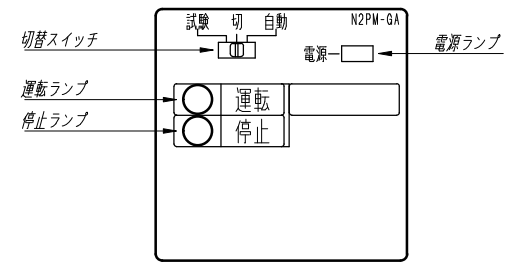 試験 切 自動 N2PM-GA
切替スイッチ
電源
電源ランプ
運転ランプ
運転
停止ランプ
停止